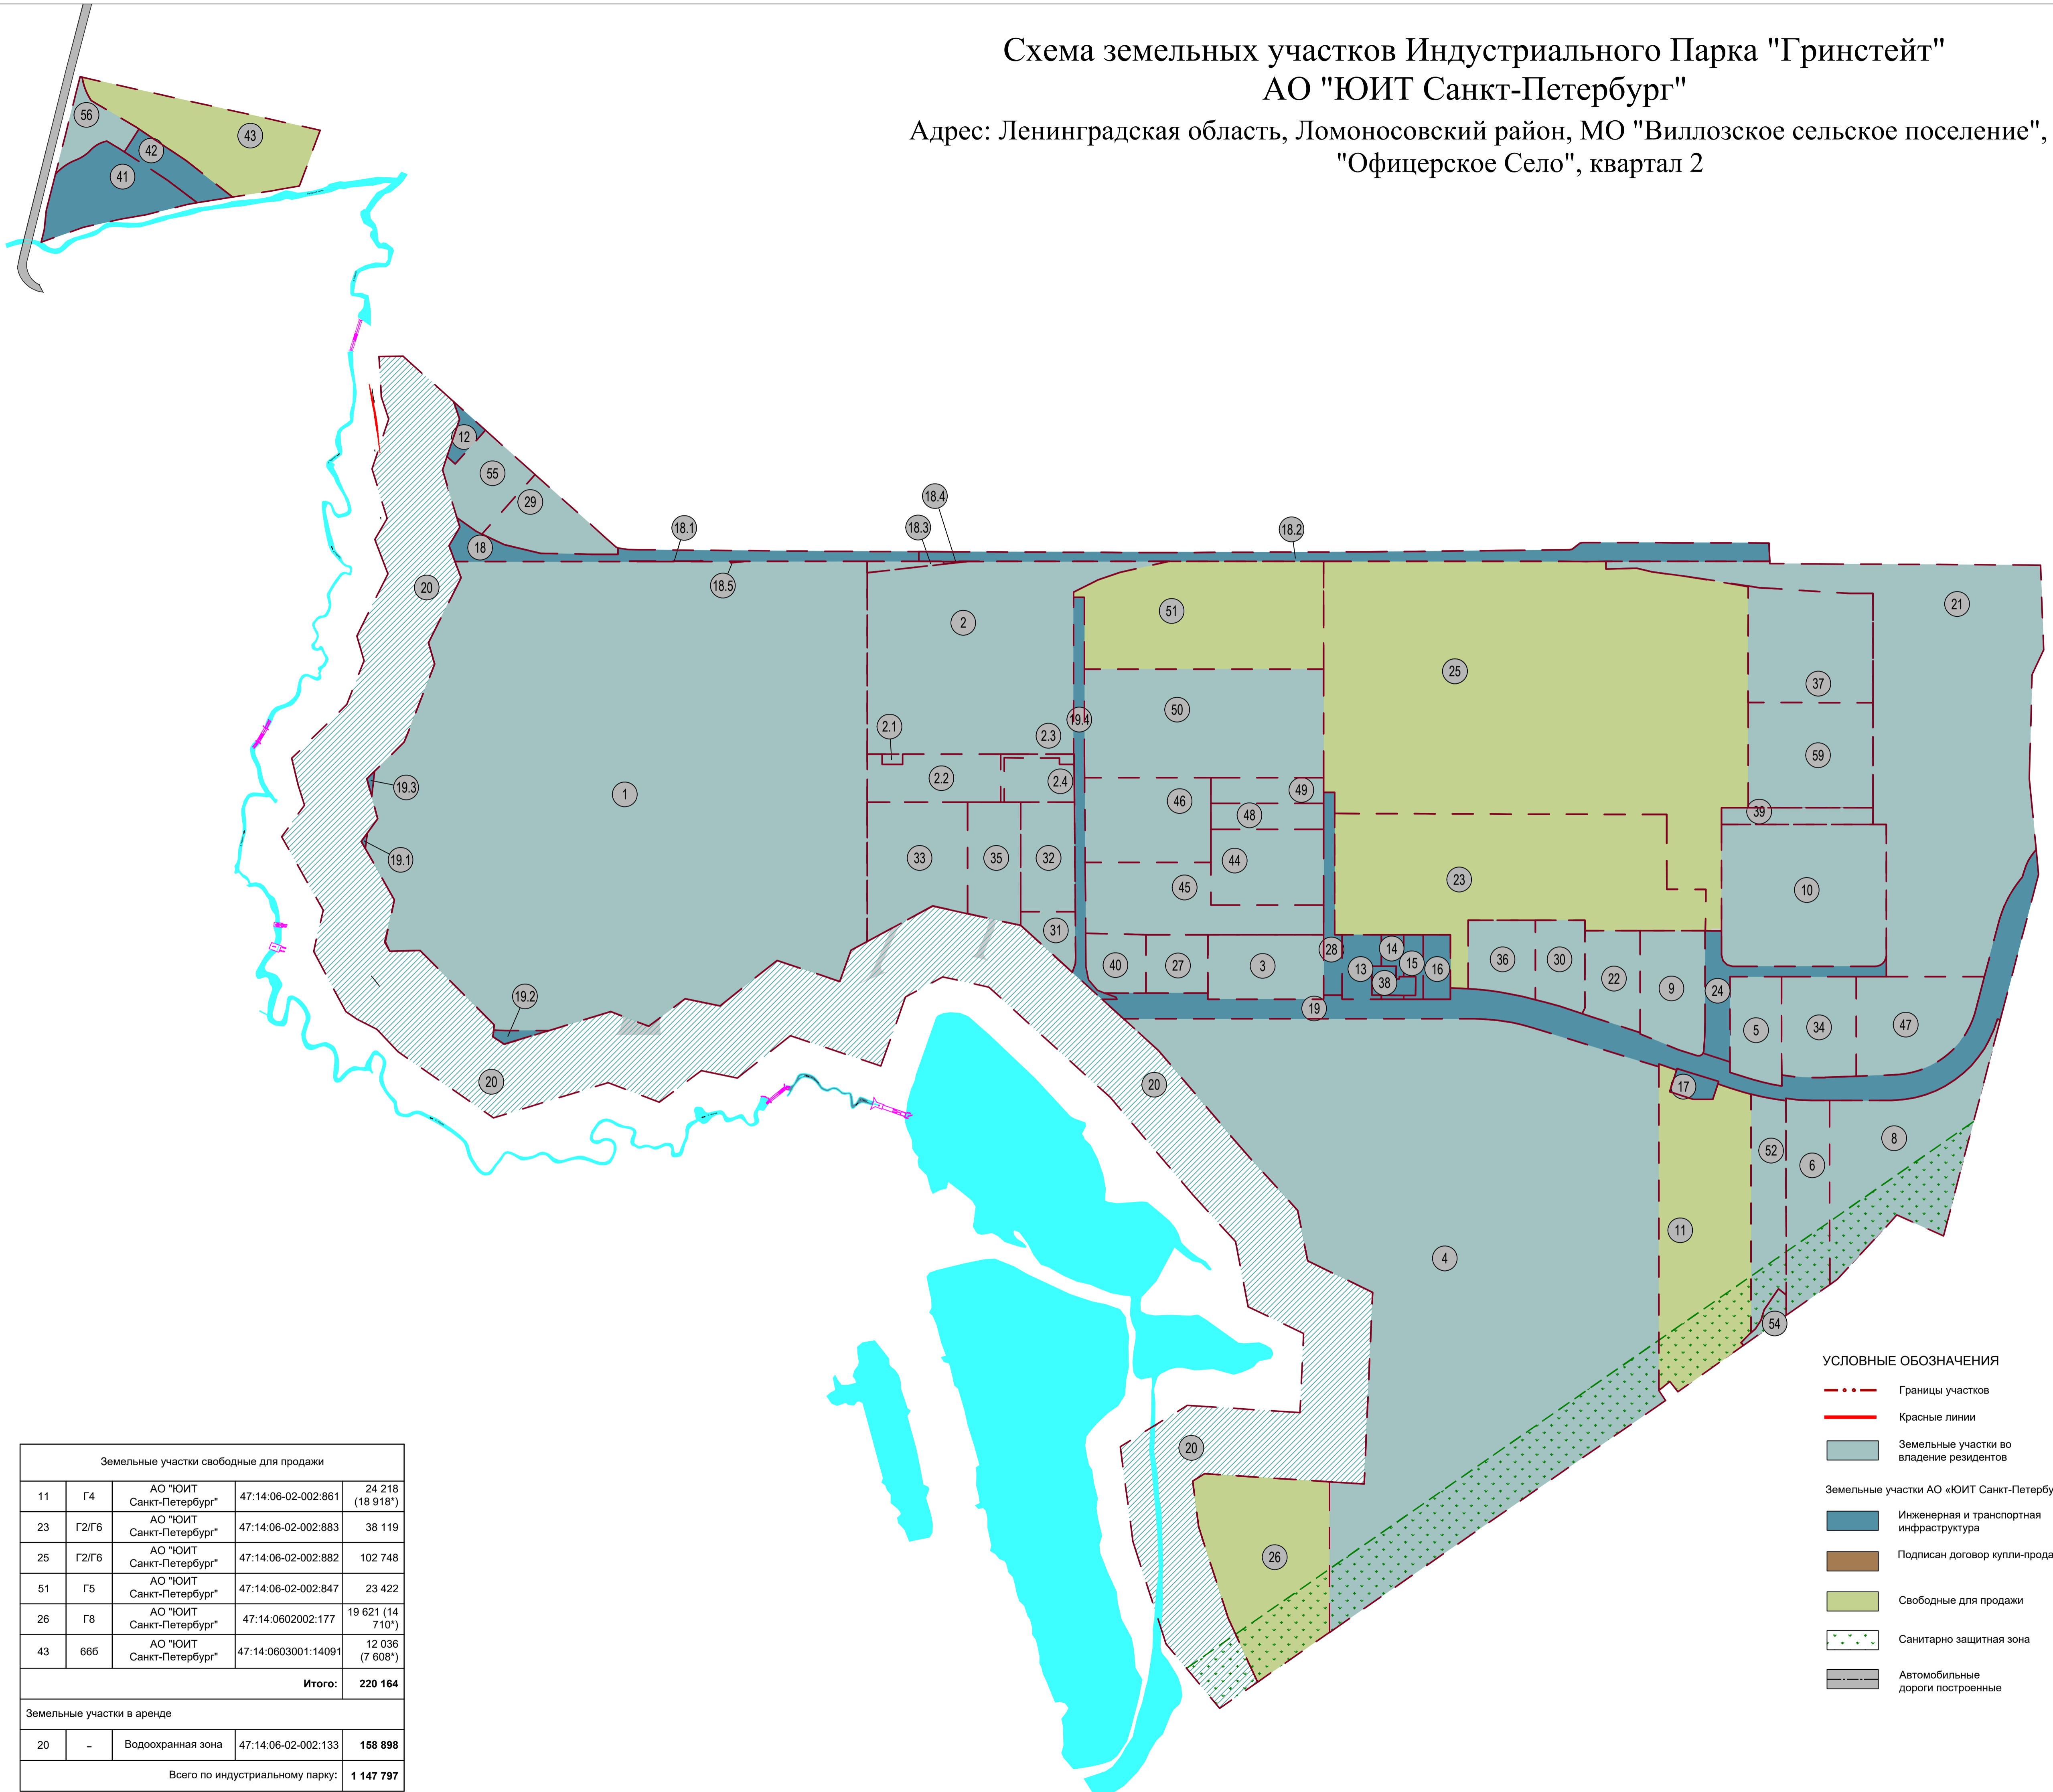 Схема земельных участков Индустриального Парка "Гринстейт"
АО "ЮИТ Санкт-Петербург"
Адрес: Ленинградская область, Ломоносовский район, МО "Виллозское сельское поселение",
"Офицерское Село", квартал 2
56
43
42
41
12
55
29
18
18.1
18.5
18.3
18.4
18.2
20
1
2
2.1
2.2
2.3
2.4
19.4
19.3
19.1
19.2
33
35
32
31
51
50
46
49
48
44
45
40
27
3
28
25
23
13
14
15
16
38
19
36
30
22
9
24
21
37
59
39
10
5
34
47
17
52
6
8
11
54
4
20
20
20
26
УСЛОВНЫЕ ОБОЗНАЧЕНИЯ
Границы участков
Красные линии
Земельные участки во
владение резидентов
Земельные участки АО «ЮИТ Санкт-Петербу
Инженерная и транспортная
инфраструктура
Подписан договор купли-прода
Свободные для продажи
Санитарно защитная зона
Автомобильные
дороги построенные
Земельные участки свободные для продажи
11 Г4 АО "ЮИТ Санкт-Петербург" 47:14:06-02-002:861 24 218 (18 918*)
23 Г2/Г6 АО "ЮИТ Санкт-Петербург" 47:14:06-02-002:883 38 119
25 Г2/Г6 АО "ЮИТ Санкт-Петербург" 47:14:06-02-002:882 102 748
51 Г5 АО "ЮИТ Санкт-Петербург" 47:14:06-02-002:847 23 422
26 Г8 АО "ЮИТ Санкт-Петербург" 47:14:0602002:177 19 621 (14 710*)
43 66б АО "ЮИТ Санкт-Петербург" 47:14:0603001:14091 12 036 (7 608*)
Итого: 220 164
Земельные участки в аренде
20 – Водоохранная зона 47:14:06-02-002:133 158 898
Всего по индустриальному парку: 1 147 797